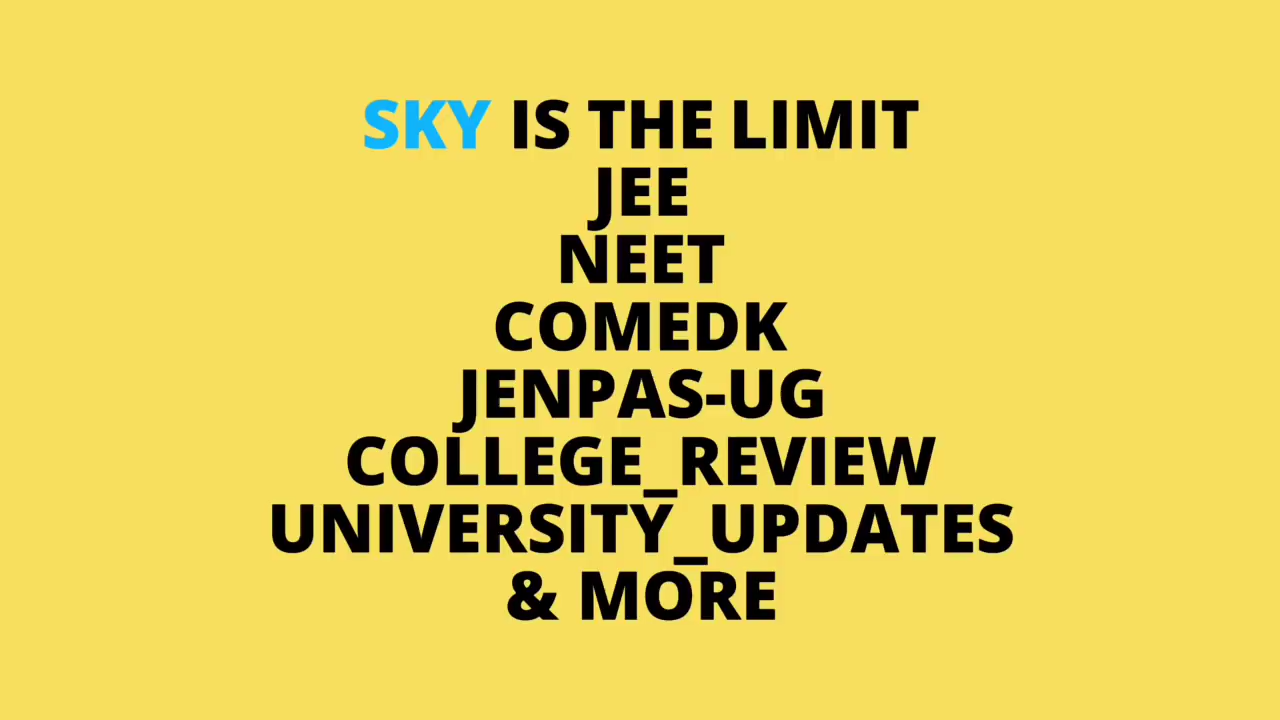 SKY IS THE LIMIT
JEE
NEET
COMEDK
JENPAS-UG
COLLEGE_REVIEW
UNIVERSITY_UPDATES
& MORE